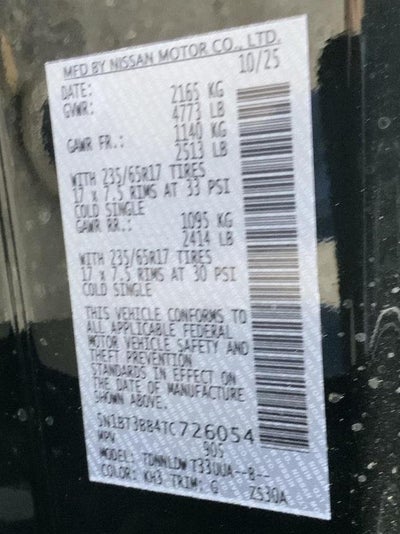 MFD BY NISSAN MOTOR CO., LTD.
DATE: 10/25
GVWR: 2165 KG
4773 LB
GAWR FR.: 1140 KG
2513 LB
WITH 235/65R17 TIRES
17 x 7.5 RIMS AT 33 PSI
COLD SINGLE
GAWR RR.: 1095 KG
2414 LB
WITH 235/65R17 TIRES
17 x 7.5 RIMS AT 30 PSI
COLD SINGLE
THIS VEHICLE CONFORMS TO
ALL APPLICABLE FEDERAL
MOTOR VEHICLE SAFETY AND
THEFT PREVENTION
STANDARDS IN EFFECT ON
THE DATE OF MANUFACTURE
SHOWN ABOVE.
5N1BT3BB4TC726054
MPV 905
MODEL:
COLOR: KH3 TRIM: G ZS30A